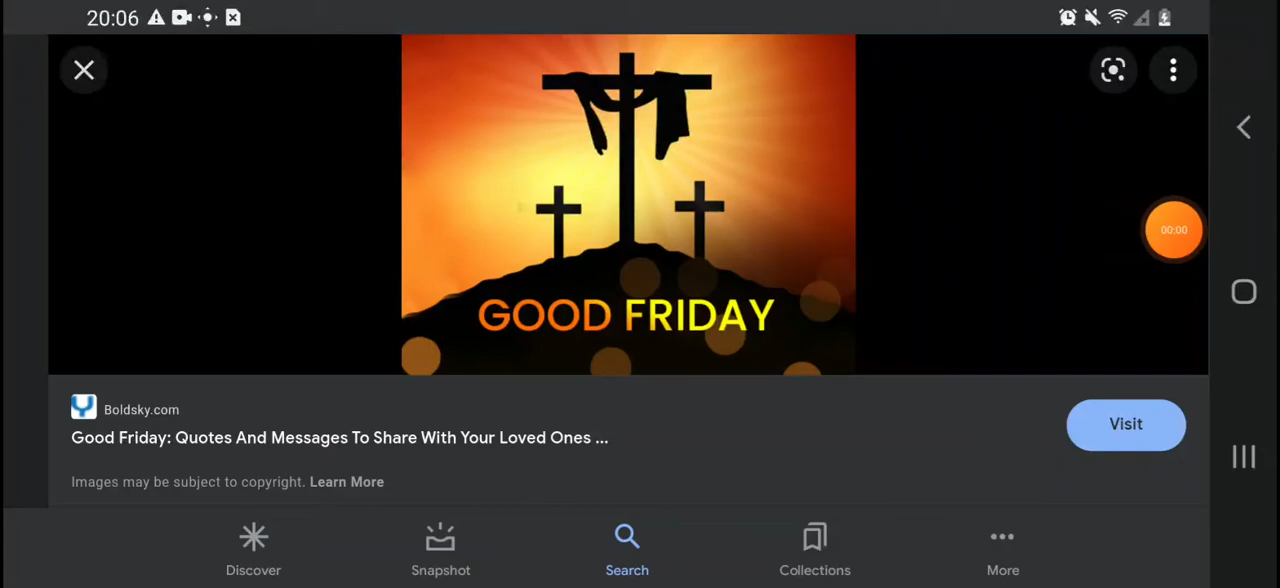 20:06
00:00
GOOD FRIDAY
Boldsky.com
Good Friday: Quotes And Messages To Share With Your Loved Ones ...
Visit
Images may be subject to copyright. Learn More
Discover
Snapshot
Search
Collections
More